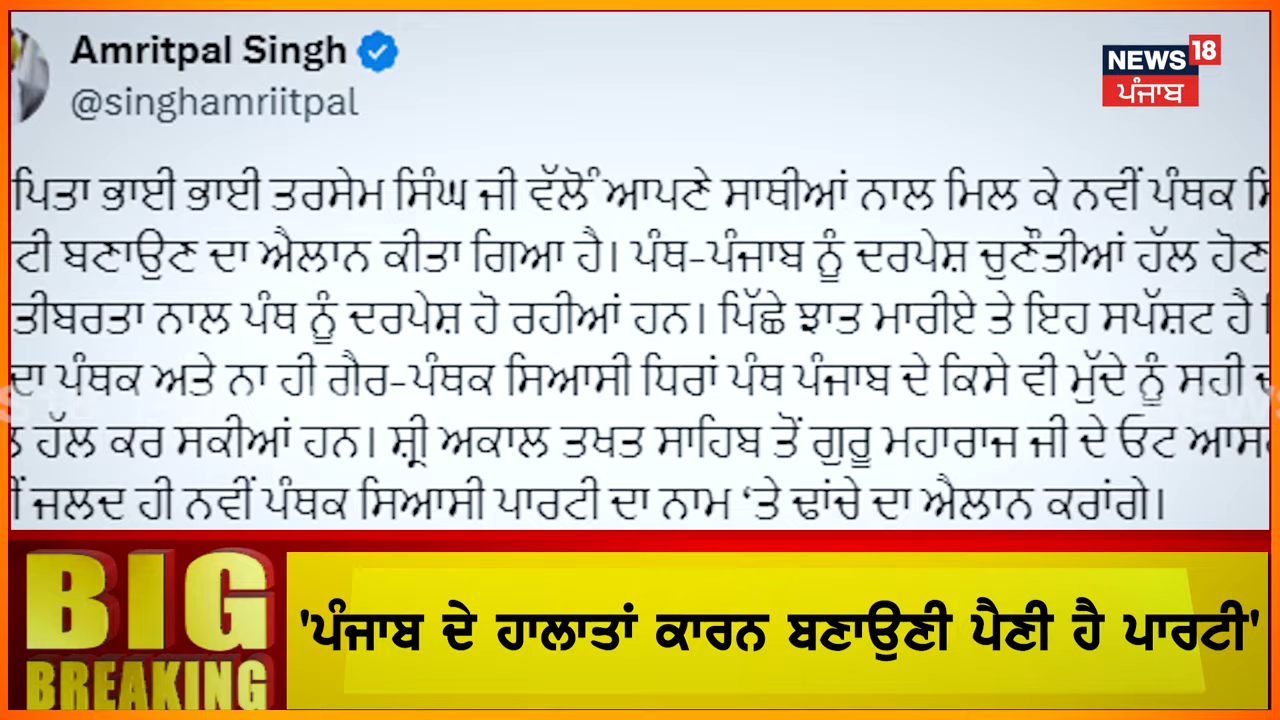 Amritpal Singh
@singhamriitpal
NEWS 18
ਪੰਜਾਬ
ਪਿਤਾ ਭਾਈ ਭਾਈ ਤਰਸੇਮ ਸਿੰਘ ਜੀ ਵੱਲੋਂ ਆਪਣੇ ਸਾਥੀਆਂ ਨਾਲ ਮਿਲ ਕੇ ਨਵੀਂ ਪੰਥਕ
ਟੀ ਬਣਾਉਣ ਦਾ ਐਲਾਨ ਕੀਤਾ ਗਿਆ ਹੈ। ਪੰਥ-ਪੰਜਾਬ ਨੂੰ ਦਰਪੇਸ਼ ਚੁਣੌਤੀਆਂ ਹੱਲ ਹੋਣ
ਤੀਬਰਤਾ ਨਾਲ ਪੰਥ ਨੂੰ ਦਰਪੇਸ਼ ਹੋ ਰਹੀਆਂ ਹਨ। ਪਿੱਛੇ ਝਾਤ ਮਾਰੀਏ ਤੇ ਇਹ ਸਪੱਸ਼ਟ ਹੈ
ਦਾ ਪੰਥਕ ਅਤੇ ਨਾ ਹੀ ਗੈਰ-ਪੰਥਕ ਸਿਆਸੀ ਧਿਰਾਂ ਪੰਥ ਪੰਜਾਬ ਦੇ ਕਿਸੇ ਵੀ ਮੁੱਦੇ ਨੂੰ ਸਹੀ
ਹੱਲ ਕਰ ਸਕੀਆਂ ਹਨ। ਸ਼੍ਰੀ ਅਕਾਲ ਤਖਤ ਸਾਹਿਬ ਤੋਂ ਗੁਰੂ ਮਹਾਰਾਜ ਜੀ ਦੇ ਓਟ
ਜਲਦ ਹੀ ਨਵੀਂ ਪੰਥਕ ਸਿਆਸੀ ਪਾਰਟੀ ਦਾ ਨਾਮ ‘ਤੇ ਢਾਂਚੇ ਦਾ ਐਲਾਨ ਕਰਾਂਗੇ।
BIG
BREAKING
'ਪੰਜਾਬ ਦੇ ਹਾਲਾਤਾਂ ਕਾਰਨ ਬਣਾਉਣੀ ਪੈਣੀ ਹੈ ਪਾਰਟੀ'